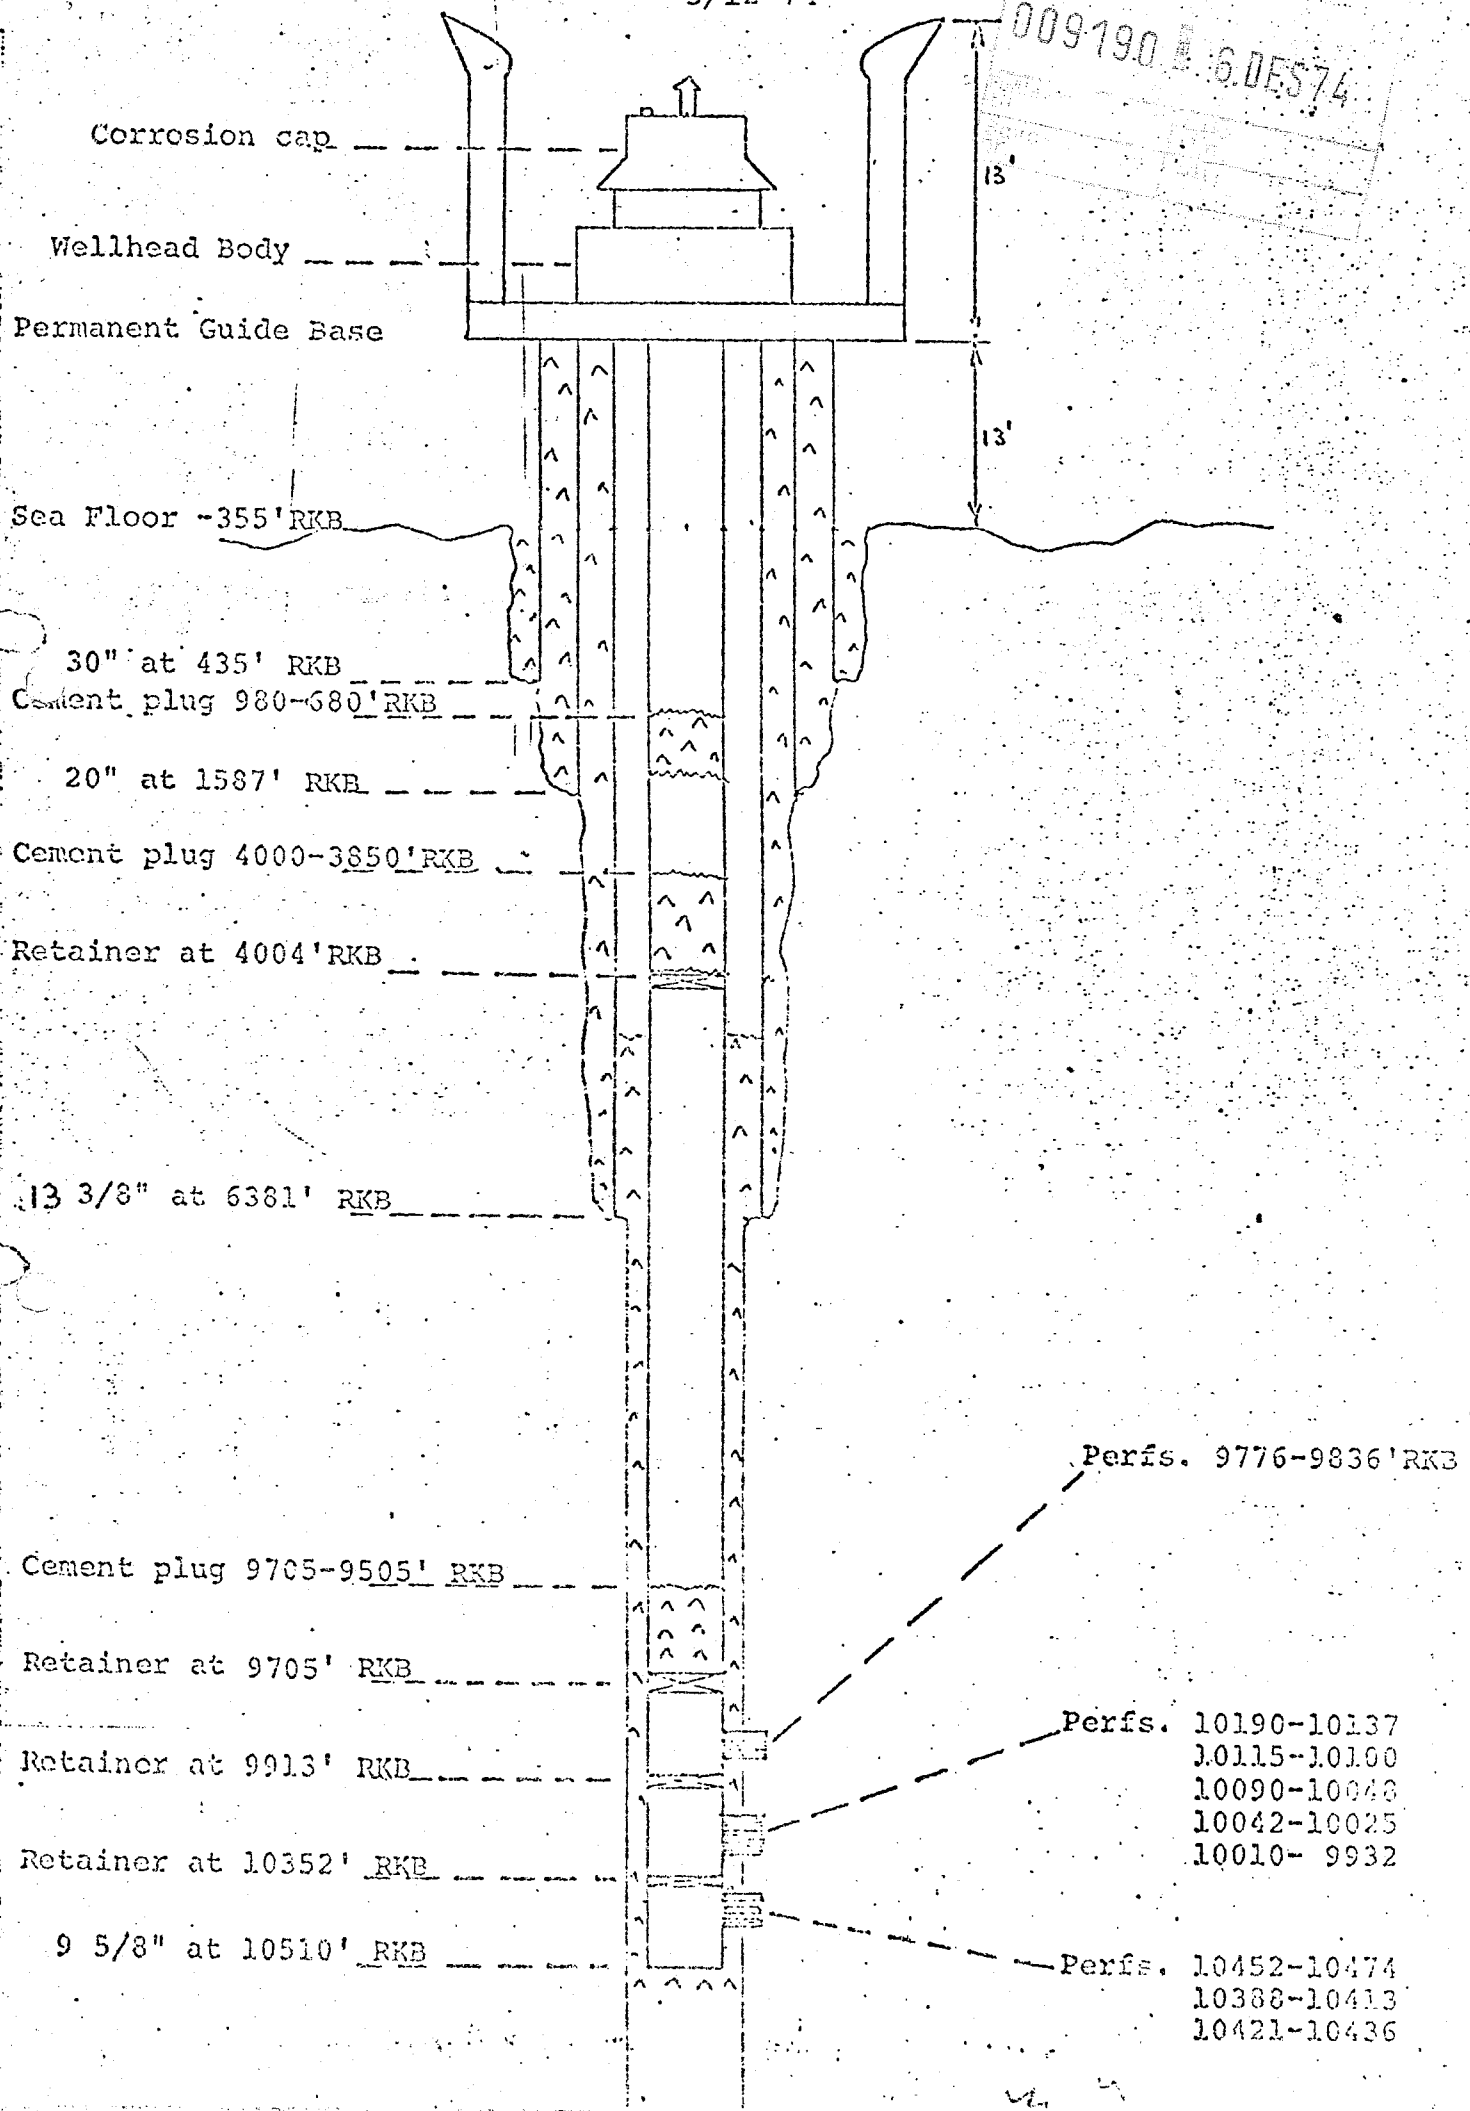 009190 * 6.DES74
13'
Corrosion cap
Wellhead Body
Permanent Guide Base
13'
Sea Floor -355'RKB
30" at 435' RKB
Cement plug 980-680'RKB
20" at 1587' RKB
Cement plug 4000-3850'RKB
Retainer at 4004'RKB
13 3/8" at 6381' RKB
Perfs. 9776-9836'RKB
Cement plug 9705-9505' RKB
Retainer at 9705' RKB
Perfs. 10190-10137
10115-10100
Retainer at 9913' RKB
10090-10048
10042-10025
10010- 9932
Retainer at 10352' RKB
9 5/8" at 10510' RKB
Perfs. 10452-10474
10388-10413
10421-10436